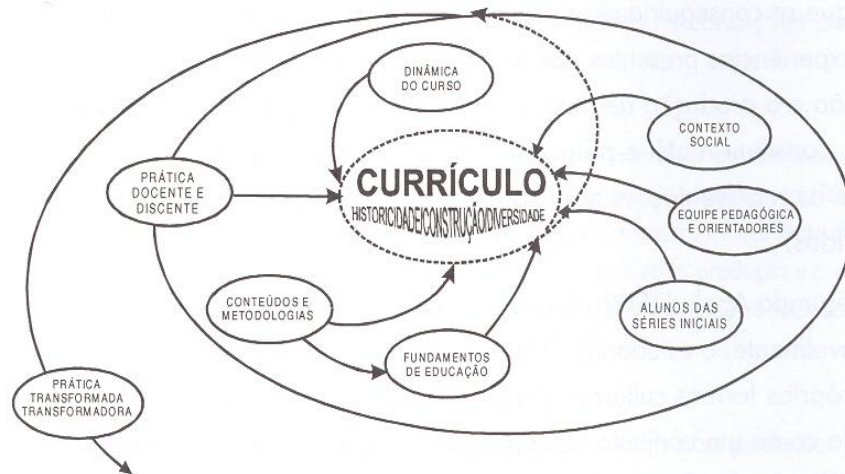 DINÂMICA
DO CURSO
CONTEXTO
SOCIAL
PRÁTICA
DOCENTE E
DISCENTE
CURRÍCULO
HISTORICIDADE/CONSTRUÇÃO/DIVERSIDADE
EQUIPE PEDAGÓGICA
E ORIENTADORES
CONTEÚDOS E
METODOLOGIAS
ALUNOS DAS
SÉRIES INICIAIS
FUNDAMENTOS
DE EDUCAÇÃO
PRÁTICA
TRANSFORMADA
TRANSFORMADORA